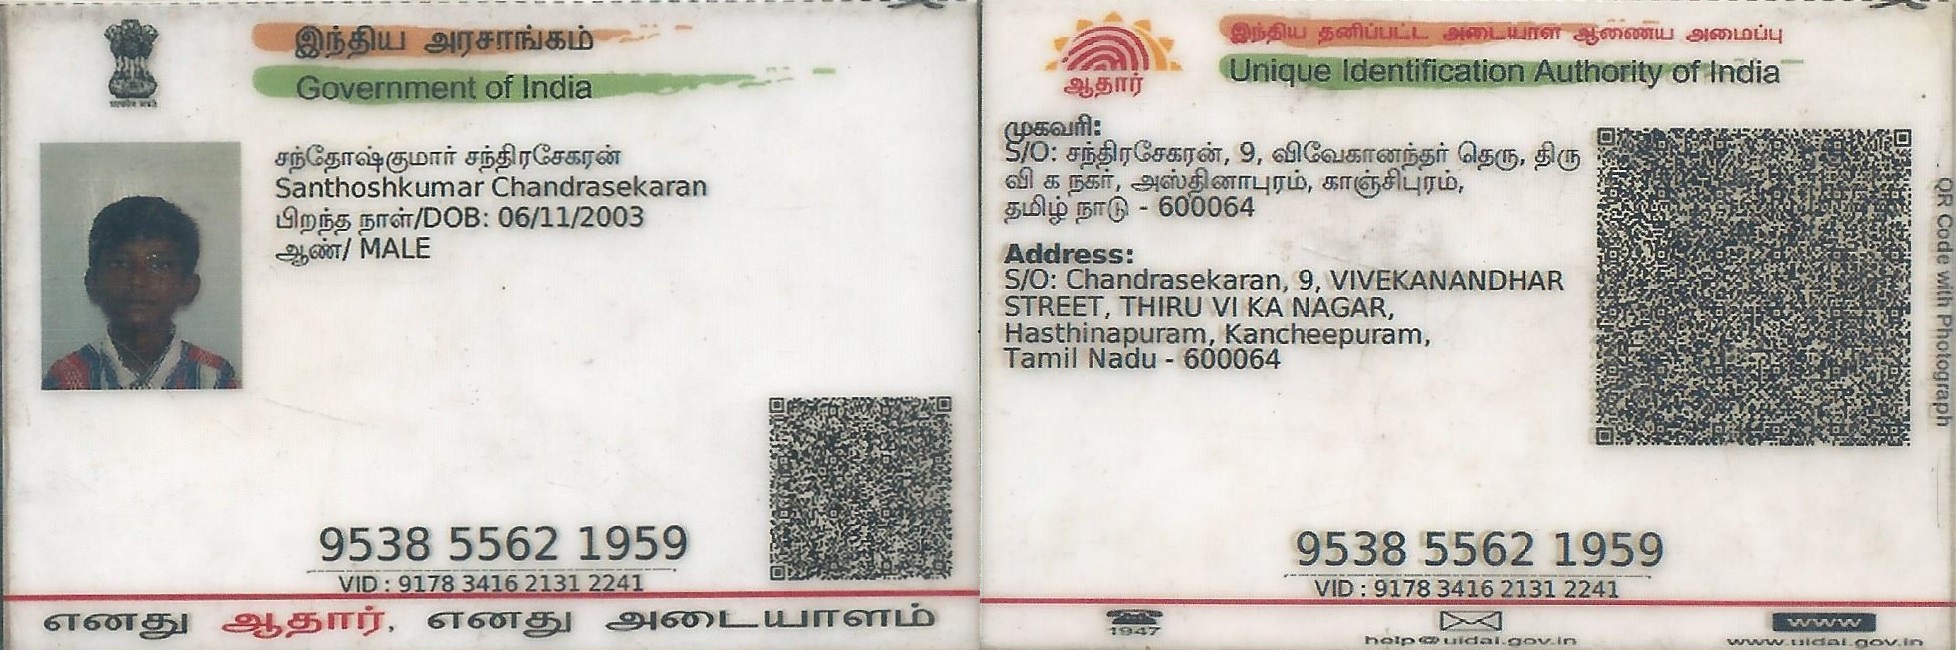 இந்திய அரசாங்கம்
Government of India
சந்தோஷ்குமார் சந்திரசேகரன்
Santhoshkumar Chandrasekaran
பிறந்த நாள்/DOB: 06/11/2003
ஆண்/ MALE
9538 5562 1959
VID : 9178 3416 2131 2241
எனது ஆதார், எனது அடையாளம்
ஆதார்
இந்திய தனிப்பட்ட அடையாள ஆணைய அமைப்பு
Unique Identification Authority of India
முகவரி:
S/O: சந்திரசேகரன், 9, விவேகானந்தர் தெரு, திரு
வி க நகர், அஸ்தினாபுரம், காஞ்சிபுரம்,
தமிழ் நாடு - 600064
Address:
S/O: Chandrasekaran, 9, VIVEKANANDHAR
STREET, THIRU VI KA NAGAR,
Hasthinapuram, Kancheepuram,
Tamil Nadu - 600064
QR Code with Photograph
9538 5562 1959
VID : 9178 3416 2131 2241
1947
help@uidai.gov.in
www
www.uidai.gov.in